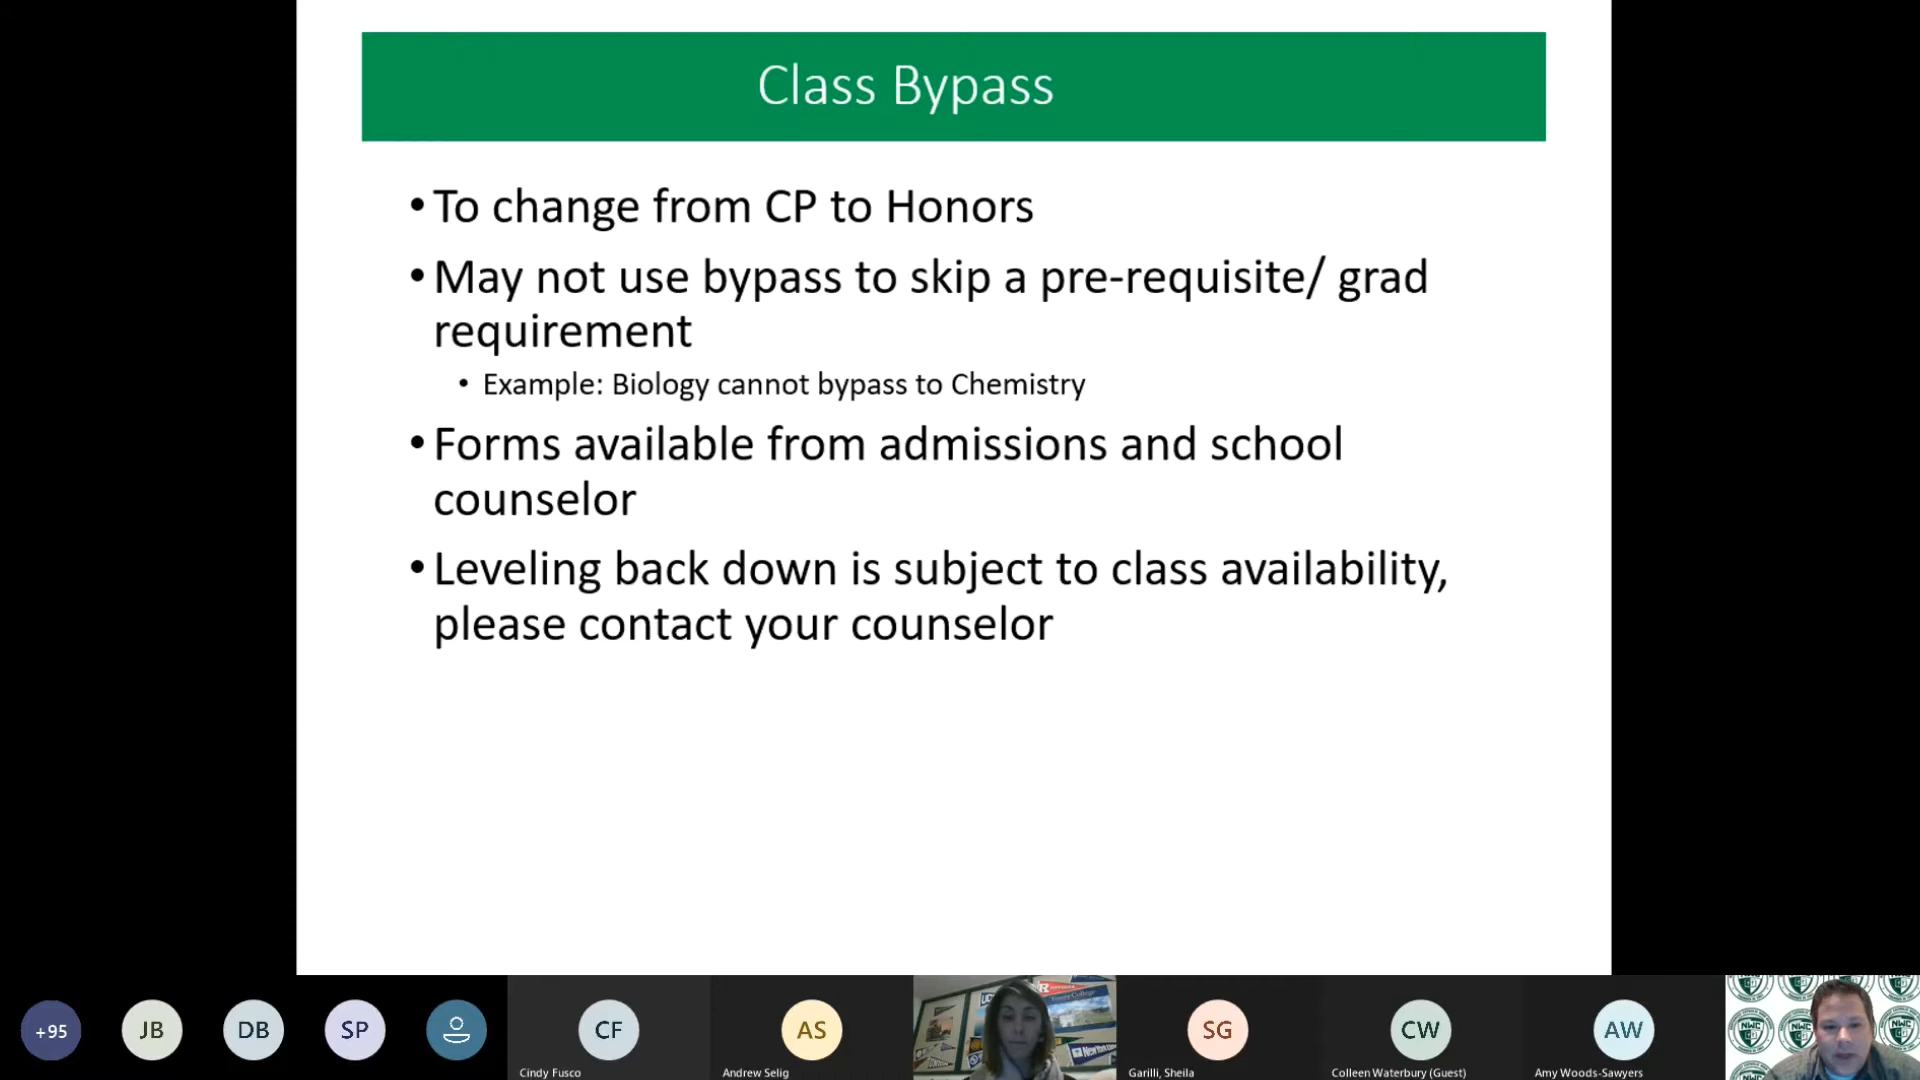 Class Bypass
•To change from CP to Honors
•May not use bypass to skip a pre-requisite/ grad
requirement
• Example: Biology cannot bypass to Chemistry
•Forms available from admissions and school
counselor
•Leveling back down is subject to class availability,
please contact your counselor
+95
JB
DB
SP
CF
AS
SG
CW
AW
Cindy Fusco
Andrew Selig
Garilli, Sheila
Colleen Waterbury (Guest)
Amy Woods-Sawyers
NWC